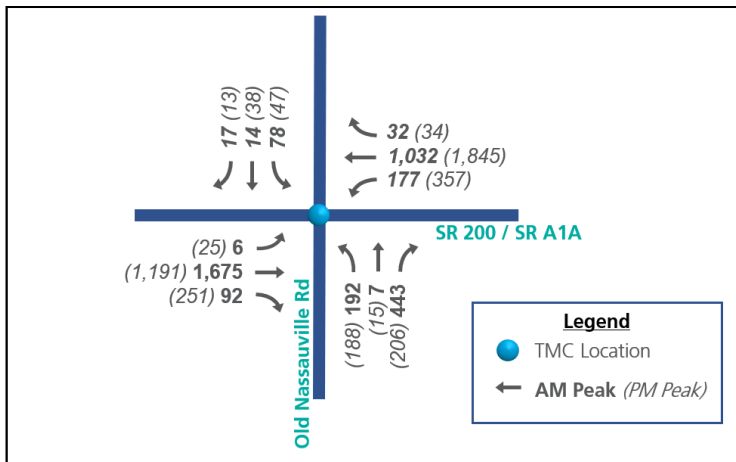 17 (13)
14 (38)
78 (47)
32 (34)
1,032 (1,845)
177 (357)
SR 200 / SR A1A
(25) 6
(1,191) 1,675
(251) 92
(188) 192
(15) 7
(206) 443
Old Nassauville Rd
Legend
TMC Location
AM Peak (PM Peak)